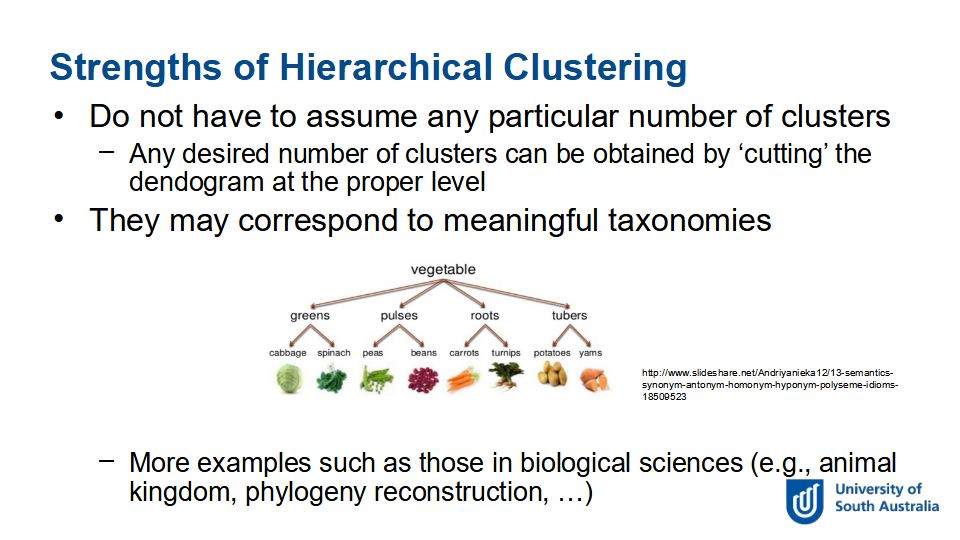 Strengths of Hierarchical Clustering
• Do not have to assume any particular number of clusters
– Any desired number of clusters can be obtained by ‘cutting’ the
dendogram at the proper level
• They may correspond to meaningful taxonomies
vegetable
greens pulses roots tubers
cabbage spinach peas beans carrots turnips potatoes yams
http://www.slideshare.net/Andriyanieka12/13-semantics-
synonym-antonym-homonym-hyponym-polyseme-idioms-
18509523
– More examples such as those in biological sciences (e.g., animal
kingdom, phylogeny reconstruction, …)
University of
South Australia